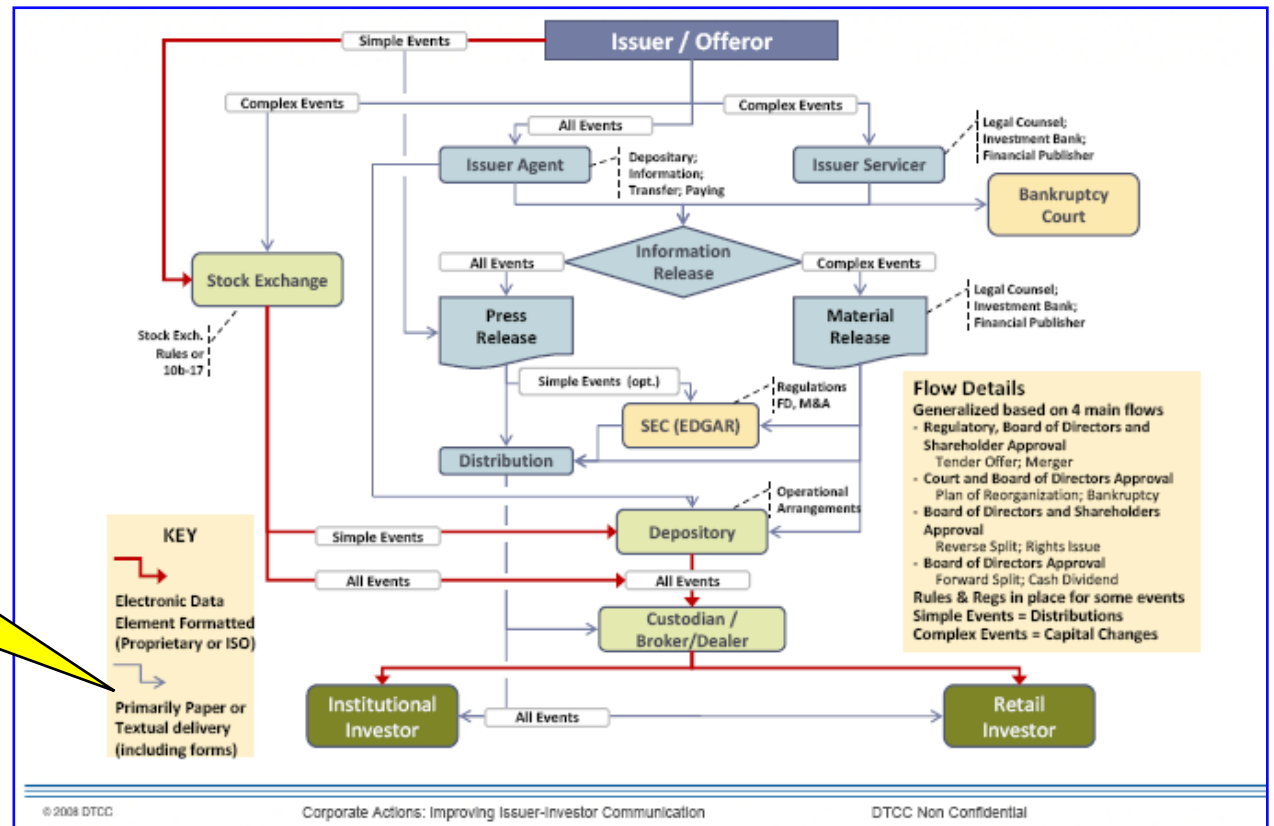 Issuer / Offeror
Simple Events
Complex Events
Complex Events
All Events
Legal Counsel;
Investment Bank;
Financial Publisher
Issuer Agent
Depositary;
Information;
Transfer; Paying
Issuer Servicer
Bankruptcy
Court
Information
Release
All Events
Complex Events
Stock Exchange
Stock Exch.
Rules or
10b-17
Press
Release
Material
Release
Legal Counsel;
Investment Bank;
Financial Publisher
Simple Events (opt.)
Regulations
FD, M&A
SEC (EDGAR)
Distribution
Operational
Arrangements
Depository
Simple Events
All Events
All Events
Custodian /
Broker/Dealer
Institutional
Investor
All Events
Retail
Investor
KEY
Electronic Data
Element Formatted
(Proprietary or ISO)
Primarily Paper or
Textual delivery
(including forms)
Flow Details
Generalized based on 4 main flows
- Regulatory, Board of Directors and
Shareholder Approval
Tender Offer; Merger
- Court and Board of Directors Approval
Plan of Reorganization; Bankruptcy
- Board of Directors and Shareholders
Approval
Reverse Split; Rights Issue
- Board of Directors Approval
Forward Split; Cash Dividend
Rules & Regs in place for some events
Simple Events = Distributions
Complex Events = Capital Changes
© 2008 DTCC
Corporate Actions: Improving Issuer-Investor Communication
DTCC Non Confidential